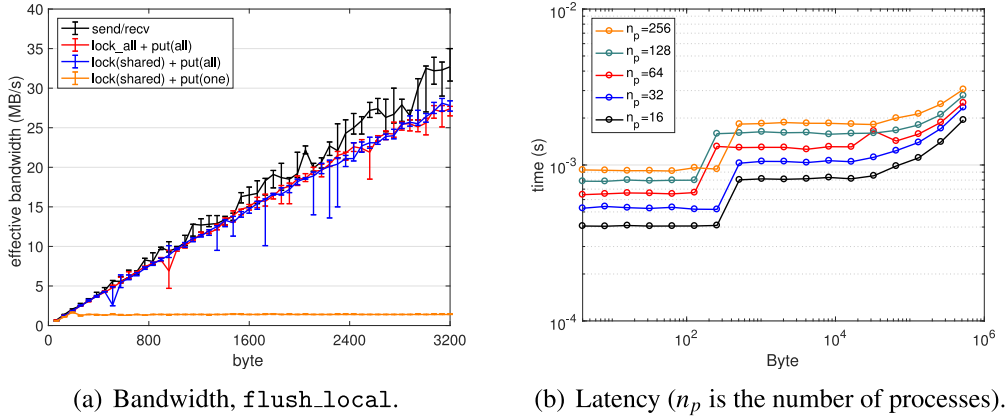 send/recv
lock_all + put(all)
lock(shared) + put(all)
lock(shared) + put(one)
effective bandwidth (MB/s)
40
35
30
25
20
15
10
5
0
0 800 1600 2400 3200
byte
(a) Bandwidth, flush_local.
n_p=256
n_p=128
n_p=64
n_p=32
n_p=16
time (s)
10^-2
10^-3
10^-4
10^2 10^4 10^6
Byte
(b) Latency (n_p is the number of processes).